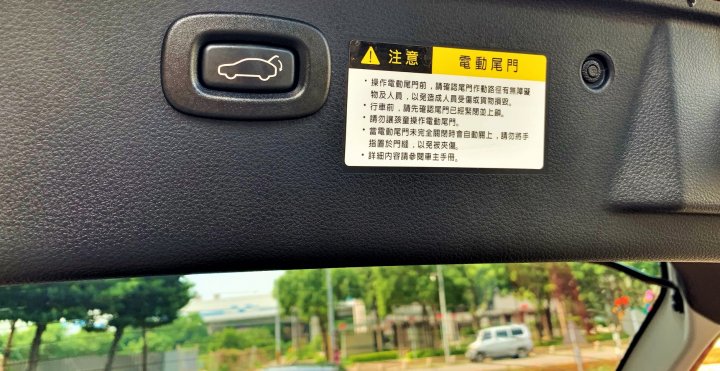 注意 電動尾門
・操作電動尾門前，請確認尾門作動路徑有無障礙
物及人員，以免造成人員受傷或貨物損毀。
・行車前，請先確認尾門已經緊閉並上鎖。
・請勿讓孩童操作電動尾門。
・當電動尾門未完全關閉時會自動關上，請勿將手
指置於門縫，以免被夾傷。
・詳細內容請參閱車主手冊。